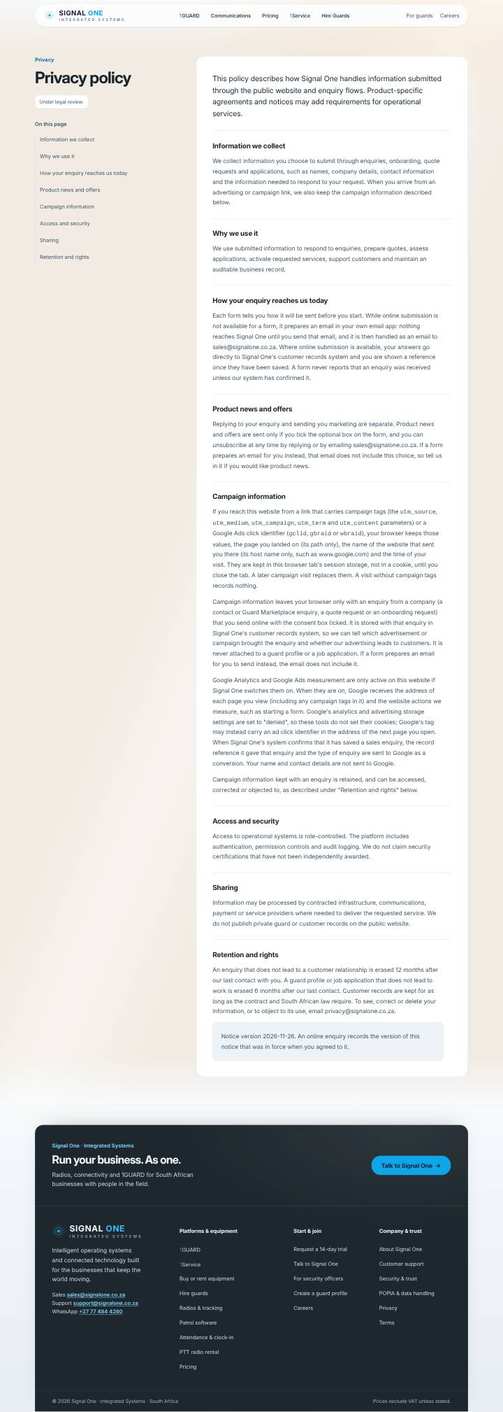 SIGNAL ONE
INTEGRATED SYSTEMS
1GUARD
Communications
Pricing
1Service
Hire Guards
For guards
Careers
Privacy
Privacy policy
Under legal review
On this page
Information we collect
Why we use it
How your enquiry reaches us today
Product news and offers
Campaign information
Access and security
Sharing
Retention and rights
This policy describes how Signal One handles information submitted
through the public website and enquiry flows. Product-specific
agreements and notices may add requirements for operational
services.
Information we collect
We collect information you choose to submit through enquiries, onboarding, quote
requests and applications, such as names, company details, contact information
and the information needed to respond to your request. When you arrive from an
advertising or campaign link, we also keep the campaign information described
below.
Why we use it
We use submitted information to respond to enquiries, prepare quotes, assess
applications, activate requested services, support customers and maintain an
auditable business record.
How your enquiry reaches us today
Each form tells you how it will be sent before you start. While online submission is
not available for a form, it prepares an email in your own email app: nothing
reaches Signal One until you send that email, and it is then handled as an email to
sales@signalone.co.za. Where online submission is available, your answers go
directly to Signal One's customer records system and you are shown a reference
once they have been saved. A form never reports that an enquiry was received
unless our system has confirmed it.
Product news and offers
Replying to your enquiry and sending you marketing are separate. Product news
and offers are sent only if you tick the optional box on the form, and you can
unsubscribe at any time by replying or by emailing sales@signalone.co.za. If a form
prepares an email for you instead, that email does not include this choice, so tell us
in it if you would like product news.
Campaign information
If you reach this website from a link that carries campaign tags (the utm_source,
utm_medium, utm_campaign, utm_term and utm_content parameters) or a
Google Ads click identifier (gclid, gbraid or wbraid), your browser keeps those
values, the page you landed on (its path only), the name of the website that sent
you there (its host name only, such as www.google.com) and the time of your
visit. They are kept in this browser tab's session storage, not in a cookie, until you
close the tab. A later campaign visit replaces them. A visit without campaign tags
records nothing.
Campaign information leaves your browser only with an enquiry from a company (a
contact or Guard Marketplace enquiry, a quote request or an onboarding request)
that you send online with the consent box ticked. It is stored with that enquiry in
Signal One's customer records system, so we can tell which advertisement or
campaign brought the enquiry and whether our advertising leads to customers. It is
never attached to a guard profile or a job application. If a form prepares an email
for you to send instead, the email does not include it.
Google Analytics and Google Ads measurement are only active on this website if
Signal One switches them on. When they are on, Google receives the address of
each page you view (including any campaign tags in it) and the website actions we
measure, such as starting a form. Google's analytics and advertising storage
settings are set to "denied", so these tools do not set their cookies; Google's tag
may instead carry an ad click identifier in the address of the next page you open.
When Signal One's system confirms that it has saved a sales enquiry, the record
reference it gave that enquiry and the type of enquiry are sent to Google as a
conversion. Your name and contact details are not sent to Google.
Campaign information kept with an enquiry is retained, and can be accessed,
corrected or objected to, as described under "Retention and rights" below.
Access and security
Access to operational systems is role-controlled. The platform includes
authentication, permission controls and audit logging. We do not claim security
certifications that have not been independently awarded.
Sharing
Information may be processed by contracted infrastructure, communications,
payment or service providers where needed to deliver the requested service. We
do not publish private guard or customer records on the public website.
Retention and rights
An enquiry that does not lead to a customer relationship is erased 12 months after
our last contact with you. A guard profile or job application that does not lead to
work is erased 6 months after our last contact. Customer records are kept for as
long as the contract and South African law require. To see, correct or delete your
information, or to object to its use, email privacy@signalone.co.za.
Notice version 2026-11-26. An online enquiry records the version of this
notice that was in force when you agreed to it.
Signal One · Integrated Systems
Run your business. As one.
Radios, connectivity and 1GUARD for South African
businesses with people in the field.
Talk to Signal One →
SIGNAL ONE
INTEGRATED SYSTEMS
Intelligent operating systems
and connected technology built
for the businesses that keep the
world moving.
Sales sales@signalone.co.za
Support support@signalone.co.za
WhatsApp +27 77 484 4260
Platforms & equipment
1GUARD
1Service
Buy or rent equipment
Hire guards
Radios & tracking
Patrol software
Attendance & clock-in
PTT radio rental
Pricing
Start & join
Request a 14-day trial
Talk to Signal One
For security officers
Create a guard profile
Careers
Company & trust
About Signal One
Customer support
Security & trust
POPIA & data handling
Privacy
Terms
© 2026 Signal One · Integrated Systems · South Africa
Prices exclude VAT unless stated.